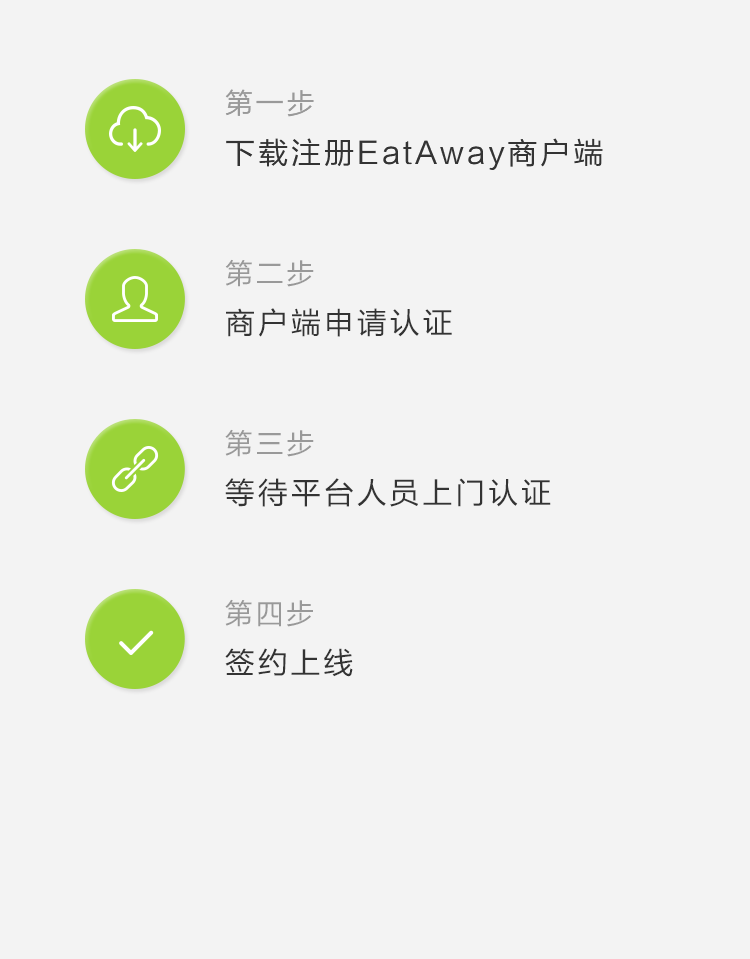 第一步
下载注册EatAway商户端
第二步
商户端申请认证
第三步
等待平台人员上门认证
第四步
签约上线